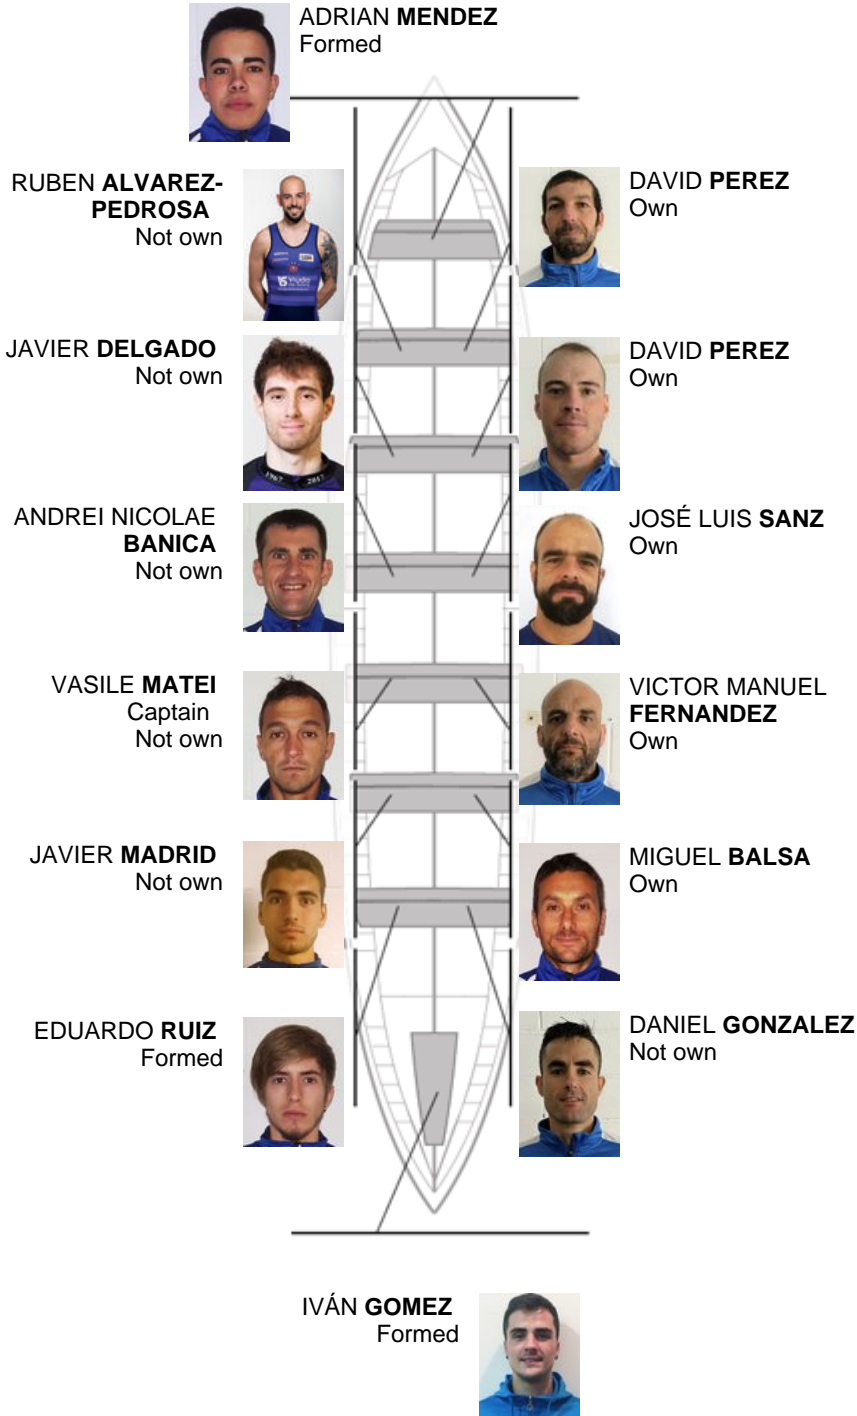 ADRIAN MENDEZ
Formed
RUBEN ALVAREZ-
PEDROSA
Not own
DAVID PEREZ
Own
JAVIER DELGADO
Not own
DAVID PEREZ
Own
1967 2017
ANDREI NICOLAE
BANICA
Not own
JOSÉ LUIS SANZ
Own
VASILE MATEI
Captain
Not own
VICTOR MANUEL
FERNANDEZ
Own
JAVIER MADRID
Not own
MIGUEL BALSA
Own
EDUARDO RUIZ
Formed
DANIEL GONZALEZ
Not own
IVÁN GOMEZ
Formed